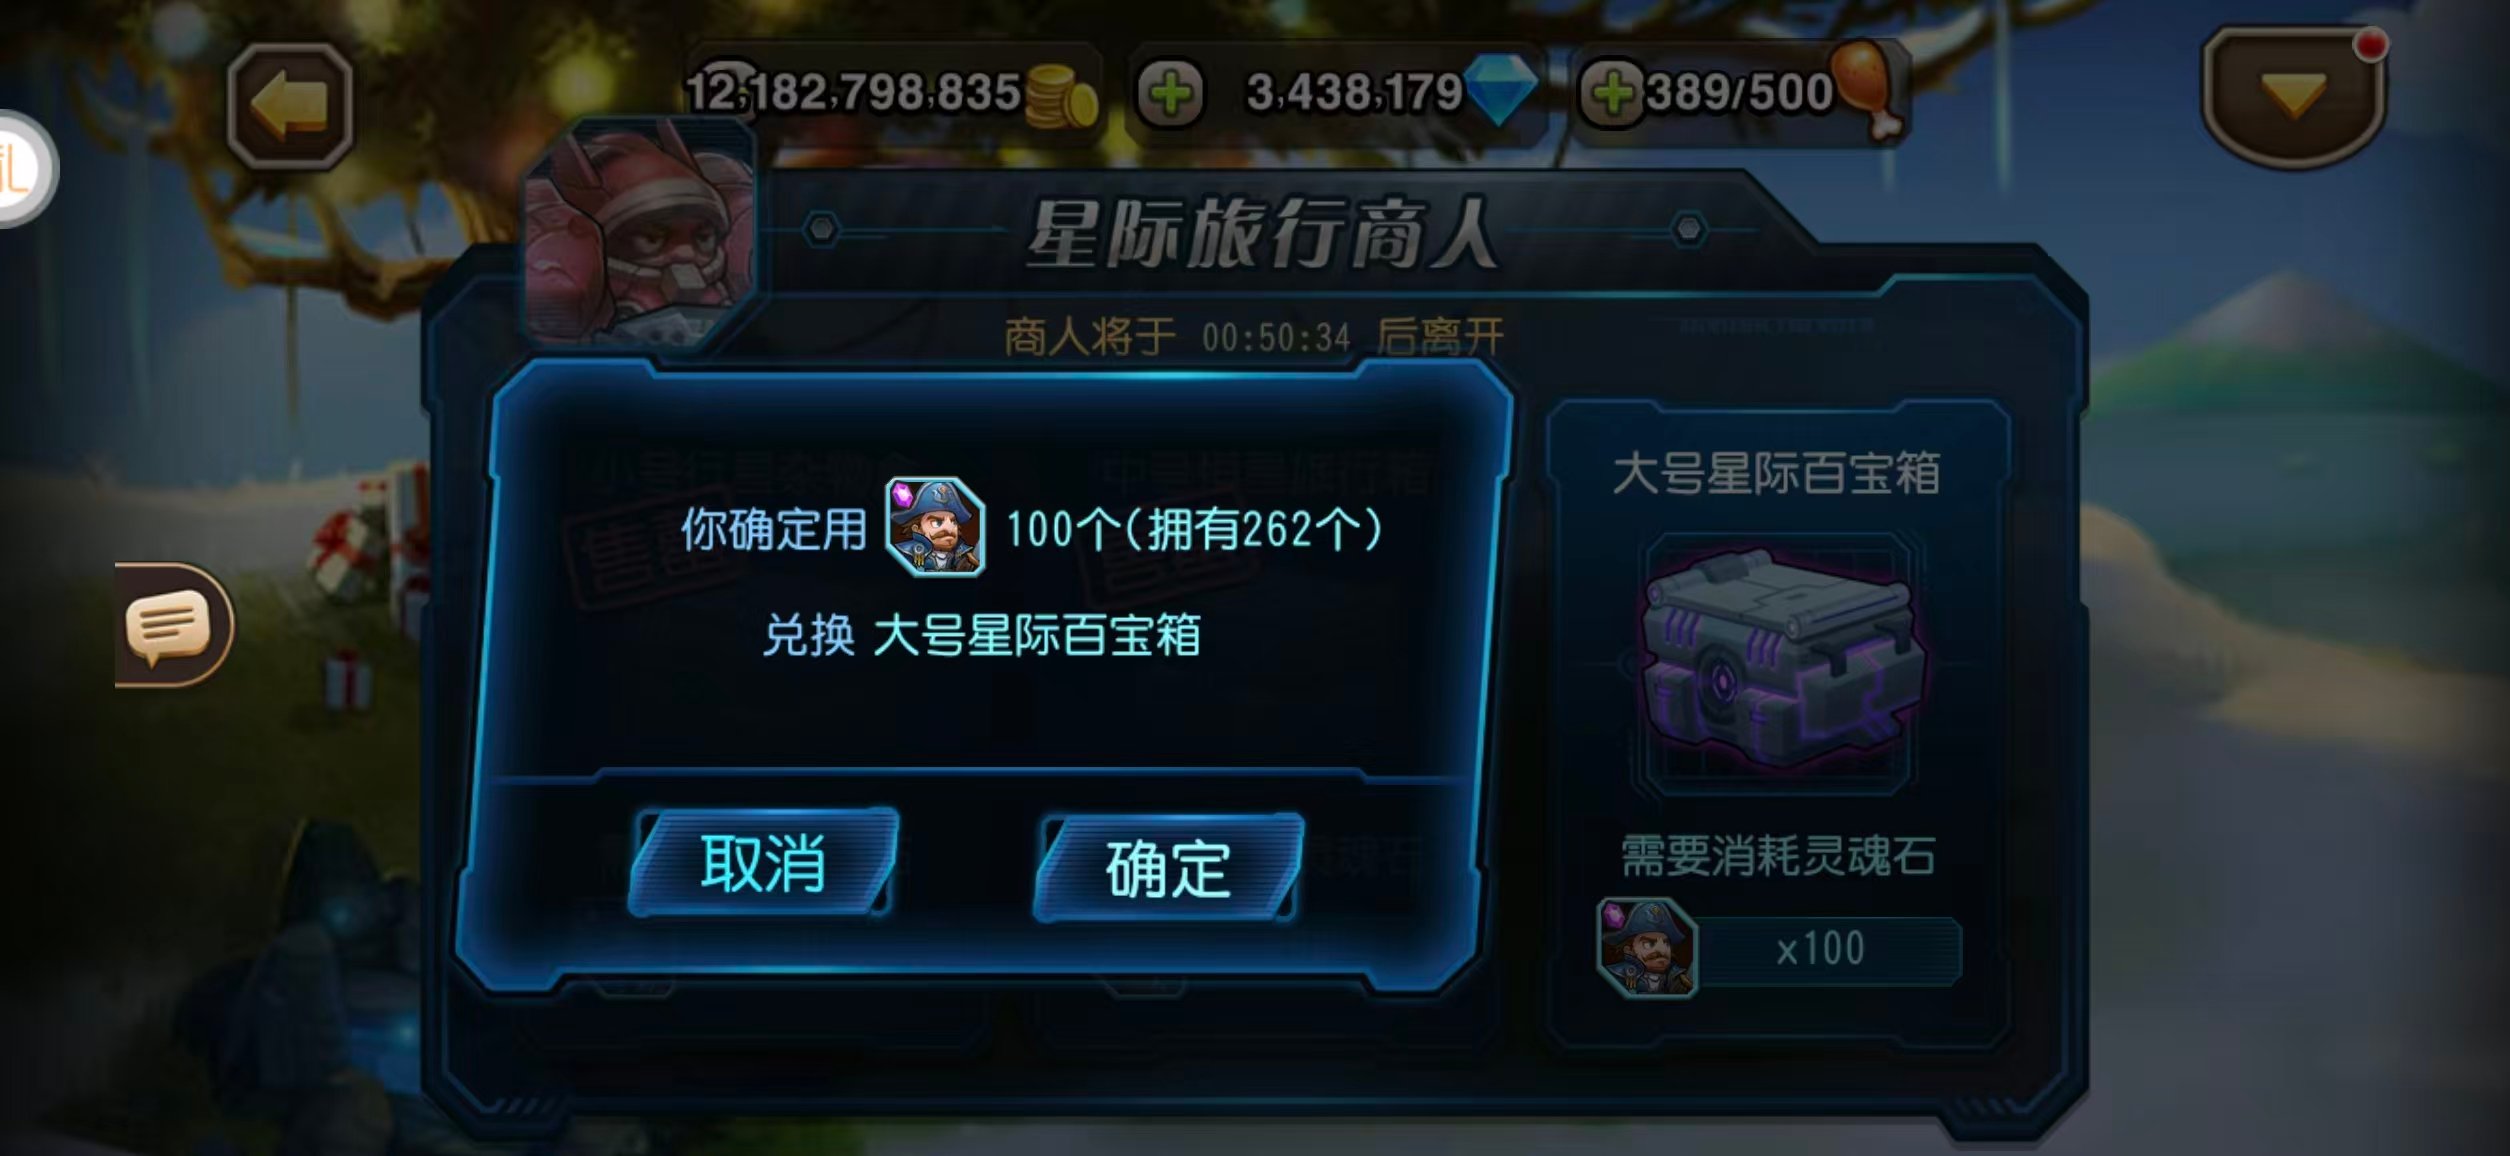 12,182,798,835
3,438,179
389/500
星际旅行商人
商人将于 00:50:34 后离开
大号星际百宝箱
你确定用 100个(拥有262个)
兑换 大号星际百宝箱
取消
确定
需要消耗灵魂石
x100